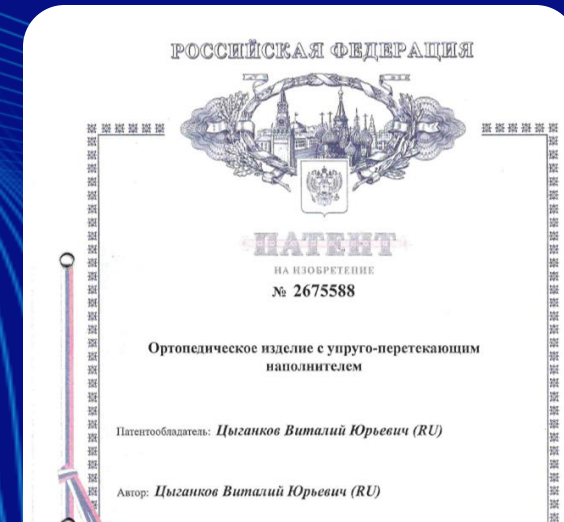 РОССИЙСКАЯ ФЕДЕРАЦИЯ
ПАТЕНТ
НА ИЗОБРЕТЕНИЕ
№ 2675588
Ортопедическое изделие с упруго-перетекающим
наполнителем
Патентообладатель: Цыганков Виталий Юрьевич (RU)
Автор: Цыганков Виталий Юрьевич (RU)